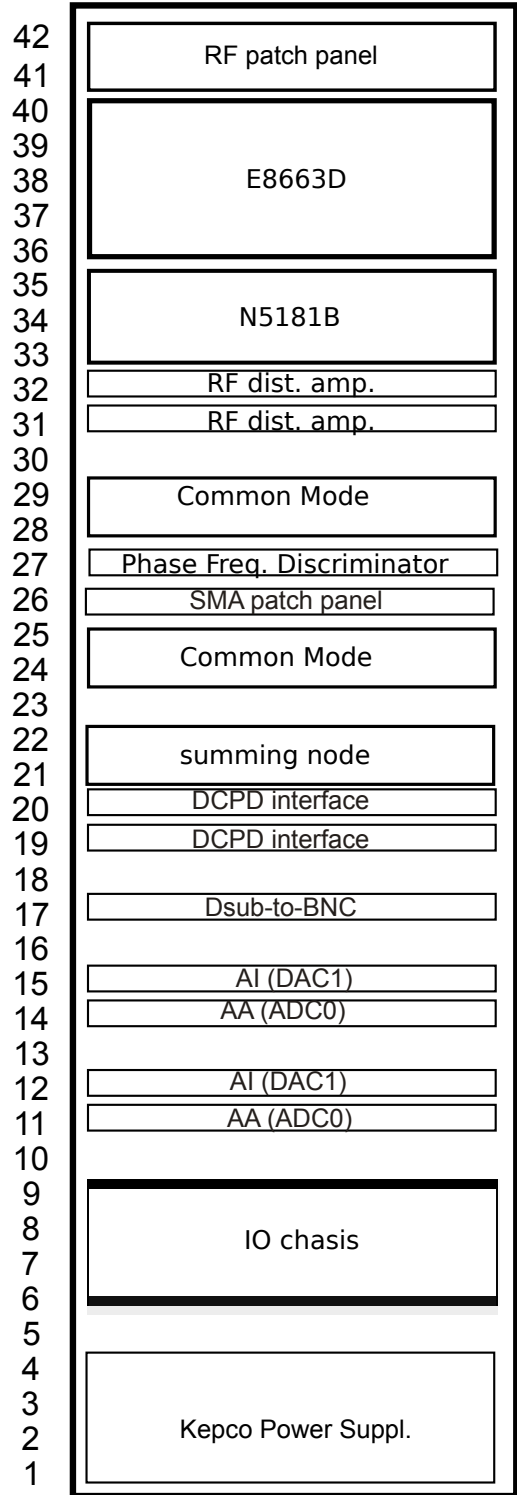 42
RF patch panel
41
40
39
38
E8663D
37
36
35
34
N5181B
33
32
RF dist. amp.
31
RF dist. amp.
30
29
Common Mode
28
27
Phase Freq. Discriminator
26
SMA patch panel
25
24
Common Mode
23
22
summing node
21
20
DCPD interface
19
DCPD interface
18
17
Dsub-to-BNC
16
15
AI (DAC1)
14
AA (ADC0)
13
12
AI (DAC1)
11
AA (ADC0)
10
9
8
IO chasis
7
6
5
4
3
2
Kepco Power Suppl.
1